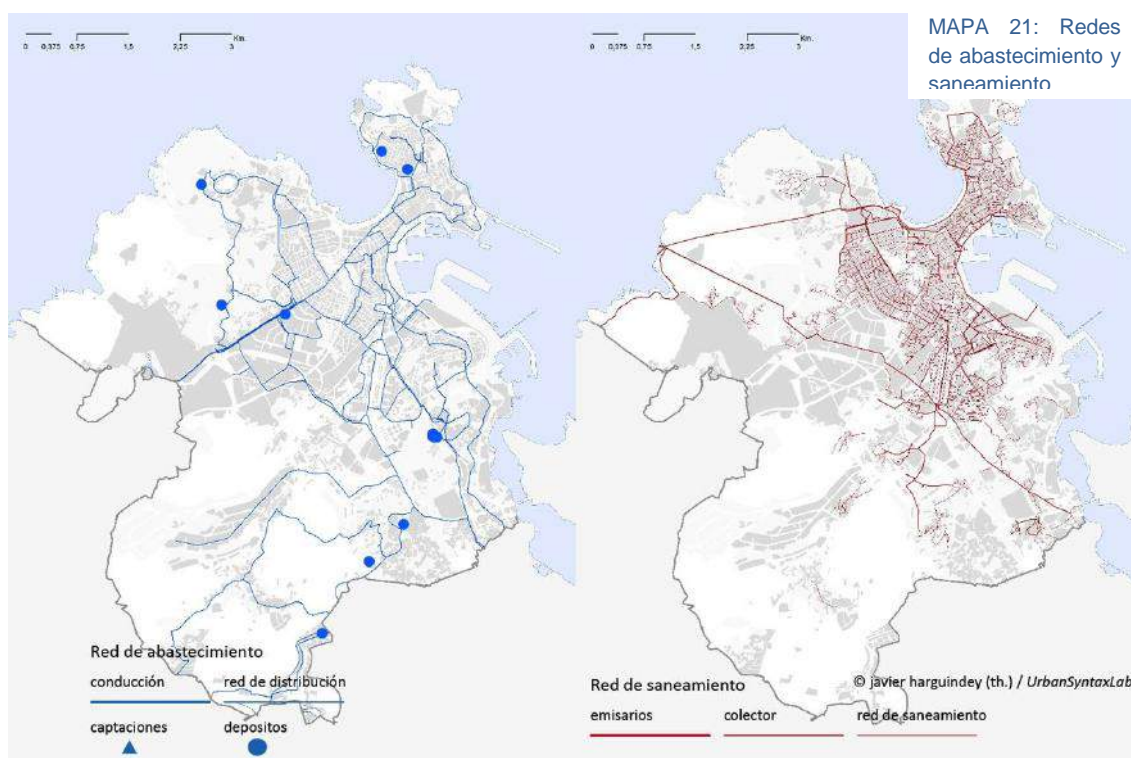 MAPA 21: Redes
de abastecimiento y
saneamiento
Km.
0 0,375 0,75 1,5 2,25 3
Km.
0 0,375 0,75 1,5 2,25 3
Red de abastecimiento
conducción red de distribución
captaciones depositos
Red de saneamiento © javier harguindey (th.) / UrbanSyntaxLab
emisarios colector red de saneamiento